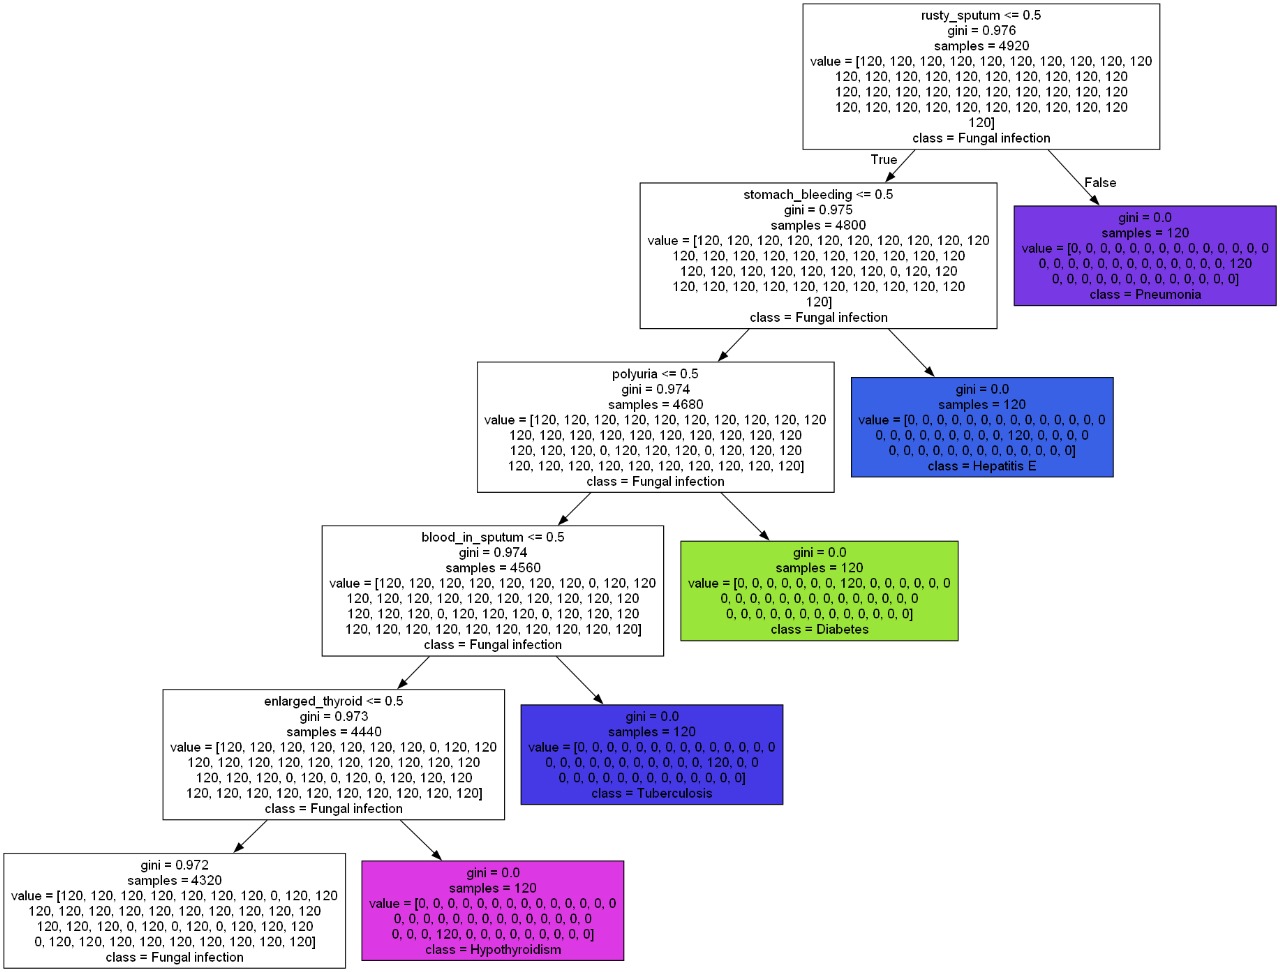 rusty_sputum <= 0.5
gini = 0.976
samples = 4920
value = [120, 120, 120, 120, 120, 120, 120, 120, 120, 120
120, 120, 120, 120, 120, 120, 120, 120, 120, 120
120, 120, 120, 120, 120, 120, 120, 120, 120, 120
120, 120, 120, 120, 120, 120, 120, 120, 120, 120
120]
class = Fungal infection
True
False
stomach_bleeding <= 0.5
gini = 0.975
samples = 4800
value = [120, 120, 120, 120, 120, 120, 120, 120, 120, 120
120, 120, 120, 120, 120, 120, 120, 120, 120, 120
120, 120, 120, 120, 120, 120, 120, 0, 120, 120
120, 120, 120, 120, 120, 120, 120, 120, 120, 120
120]
class = Fungal infection
gini = 0.0
samples = 120
value = [0, 0, 0, 0, 0, 0, 0, 0, 0, 0, 0, 0, 0, 0
0, 0, 0, 0, 0, 0, 0, 0, 0, 0, 0, 0, 0, 120
0, 0, 0, 0, 0, 0, 0, 0, 0, 0, 0, 0, 0]
class = Pneumonia
polyuria <= 0.5
gini = 0.974
samples = 4680
value = [120, 120, 120, 120, 120, 120, 120, 120, 120, 120
120, 120, 120, 120, 120, 120, 120, 120, 120, 120
120, 120, 120, 0, 120, 120, 120, 0, 120, 120, 120
120, 120, 120, 120, 120, 120, 120, 120, 120, 120]
class = Fungal infection
gini = 0.0
samples = 120
value = [0, 0, 0, 0, 0, 0, 0, 0, 0, 0, 0, 0, 0, 0
0, 0, 0, 0, 0, 0, 0, 0, 0, 120, 0, 0, 0, 0
0, 0, 0, 0, 0, 0, 0, 0, 0, 0, 0, 0, 0]
class = Hepatitis E
blood_in_sputum <= 0.5
gini = 0.974
samples = 4560
value = [120, 120, 120, 120, 120, 120, 120, 0, 120, 120
120, 120, 120, 120, 120, 120, 120, 120, 120, 120
120, 120, 120, 0, 120, 120, 120, 0, 120, 120, 120
120, 120, 120, 120, 120, 120, 120, 120, 120, 120]
class = Fungal infection
gini = 0.0
samples = 120
value = [0, 0, 0, 0, 0, 0, 0, 120, 0, 0, 0, 0, 0, 0
0, 0, 0, 0, 0, 0, 0, 0, 0, 0, 0, 0, 0, 0
0, 0, 0, 0, 0, 0, 0, 0, 0, 0, 0, 0, 0]
class = Diabetes
enlarged_thyroid <= 0.5
gini = 0.973
samples = 4440
value = [120, 120, 120, 120, 120, 120, 120, 0, 120, 120
120, 120, 120, 120, 120, 120, 120, 120, 120, 120
120, 120, 120, 0, 120, 0, 120, 0, 120, 120, 120
120, 120, 120, 120, 120, 120, 120, 120, 120, 120]
class = Fungal infection
gini = 0.0
samples = 120
value = [0, 0, 0, 0, 0, 0, 0, 0, 0, 0, 0, 0, 0, 0
0, 0, 0, 0, 0, 0, 0, 0, 0, 0, 0, 120, 0, 0
0, 0, 0, 0, 0, 0, 0, 0, 0, 0, 0, 0, 0]
class = Tuberculosis
gini = 0.972
samples = 4320
value = [120, 120, 120, 120, 120, 120, 120, 0, 120, 120
120, 120, 120, 120, 120, 120, 120, 120, 120, 120
120, 120, 120, 0, 120, 0, 120, 0, 120, 120, 120
0, 120, 120, 120, 120, 120, 120, 120, 120, 120]
class = Fungal infection
gini = 0.0
samples = 120
value = [0, 0, 0, 0, 0, 0, 0, 0, 0, 0, 0, 0, 0, 0
0, 0, 0, 0, 0, 0, 0, 0, 0, 0, 0, 0, 0, 0
0, 0, 0, 120, 0, 0, 0, 0, 0, 0, 0, 0, 0]
class = Hypothyroidism